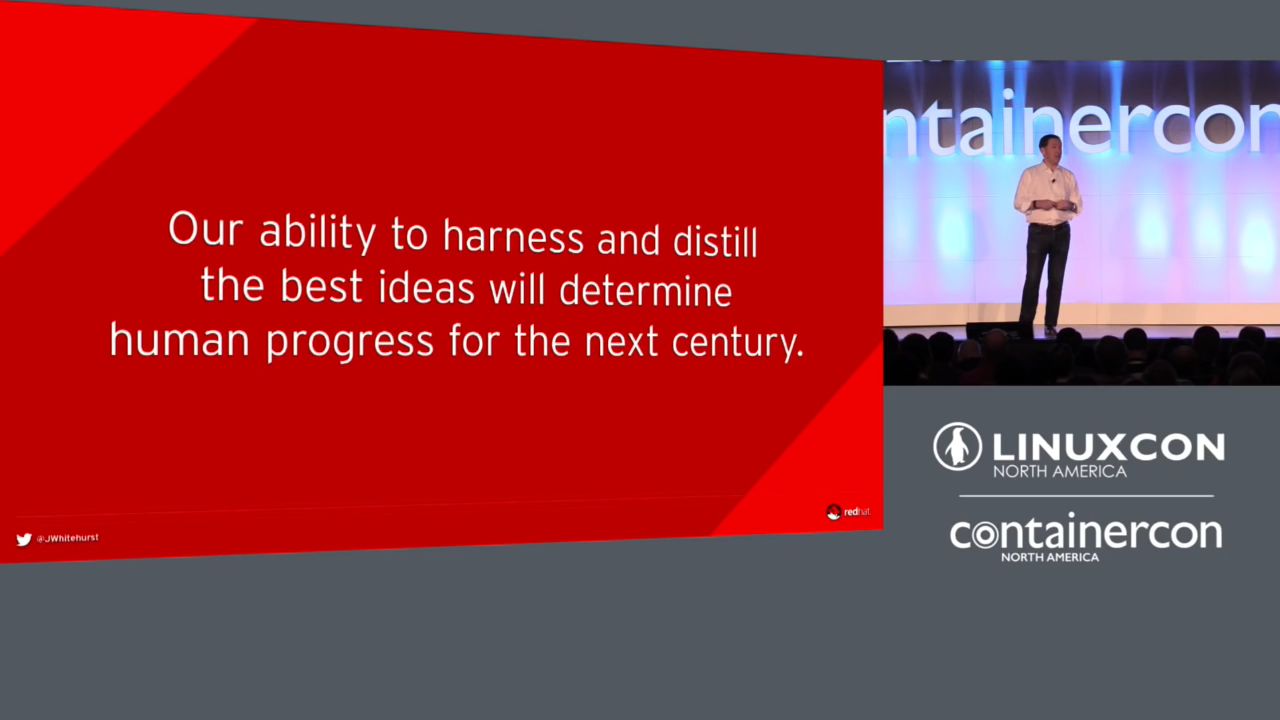 Our ability to harness and distill
the best ideas will determine
human progress for the next century.
@JWhitehurst
redhat
ntainercon
LINUXCON
NORTH AMERICA
containercon
NORTH AMERICA